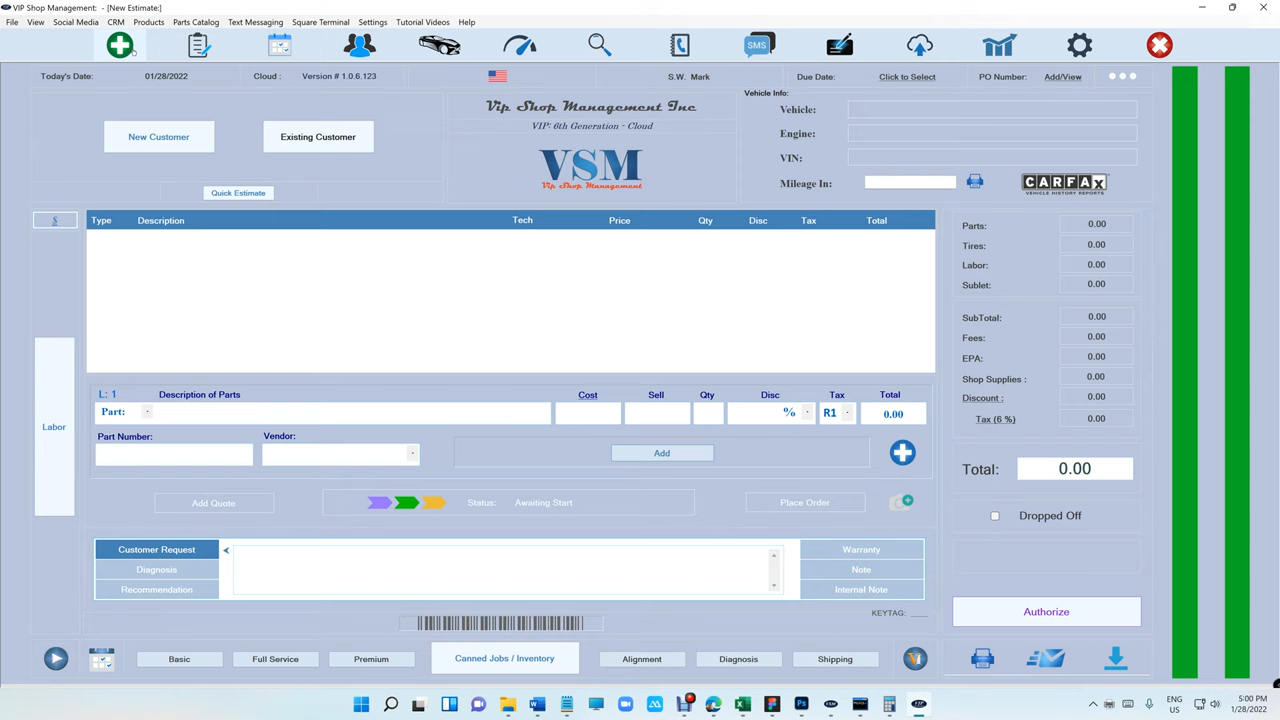 VIP Shop Management: - [New Estimate:]
File View Social Media CRM Products Parts Catalog Text Messaging Square Terminal Settings Tutorial Videos Help
SMS
Today's Date: 01/28/2022 Cloud : Version # 1.0.6.123 S.W. Mark Due Date: Click to Select PO Number: Add/View
Vehicle Info:
Vip Shop Management Inc
VIP: 6th Generation - Cloud
VSM
Vip Shop Management
New Customer Existing Customer
Quick Estimate
Vehicle:
Engine:
VIN:
Mileage In: CARFAX
VEHICLE HISTORY REPORTS
$ Type Description Tech Price Qty Disc Tax Total
Parts: 0.00
Tires: 0.00
Labor: 0.00
Sublet: 0.00
SubTotal: 0.00
Fees: 0.00
EPA: 0.00
Shop Supplies : 0.00
Discount : 0.00
Tax (6 %) 0.00
Labor
L: 1 Description of Parts Cost Sell Qty Disc Tax Total
Part: % R1 0.00
Part Number: Vendor:
Add
Total: 0.00
Add Quote Status: Awaiting Start Place Order
Dropped Off
Customer Request Warranty
Diagnosis Note
Recommendation Internal Note
KEYTAG: ___
Authorize
Basic Full Service Premium Canned Jobs / Inventory Alignment Diagnosis Shipping
ENG
US
5:00 PM
1/28/2022